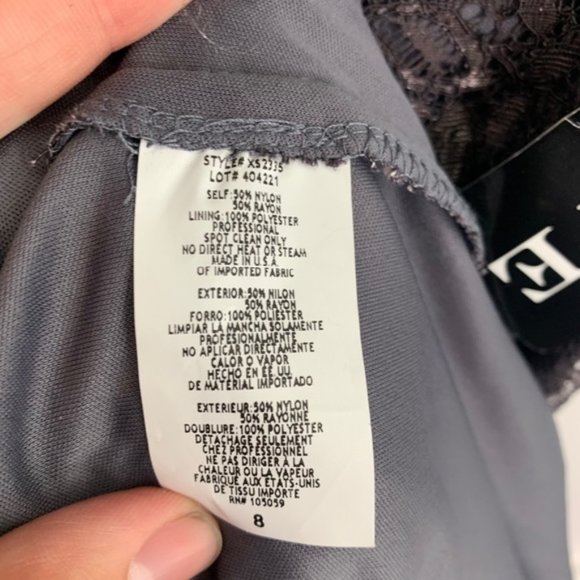 STYLE# XS2335
LOT# 404221
SELF:50% NYLON
50% RAYON
LINING:100% POLYESTER
PROFESSIONAL
SPOT CLEAN ONLY
NO DIRECT HEAT OR STEAM
MADE IN U.S.A
OF IMPORTED FABRIC
EXTERIOR:50% NILON
50% RAYON
FORRO:100% POLIESTER
LIMPIAR LA MANCHA SOLAMENTE
PROFESIONALMENTE
NO APLICAR DIRECTAMENTE
CALOR O VAPOR
HECHO EN EE.UU.
DE MATERIAL IMPORTADO
EXTERIEUR:50% NYLON
50% RAYONNE
DOUBLURE:100% POLYESTER
DETACHAGE SEULEMENT
CHEZ PROFESSIONNEL
NE PAS DIRIGER À LA
CHALEUR OU LA VAPEUR
FABRIQUÉ AUX ÉTATS-UNIS
DE TISSU IMPORTE
RN# 105059
8
E